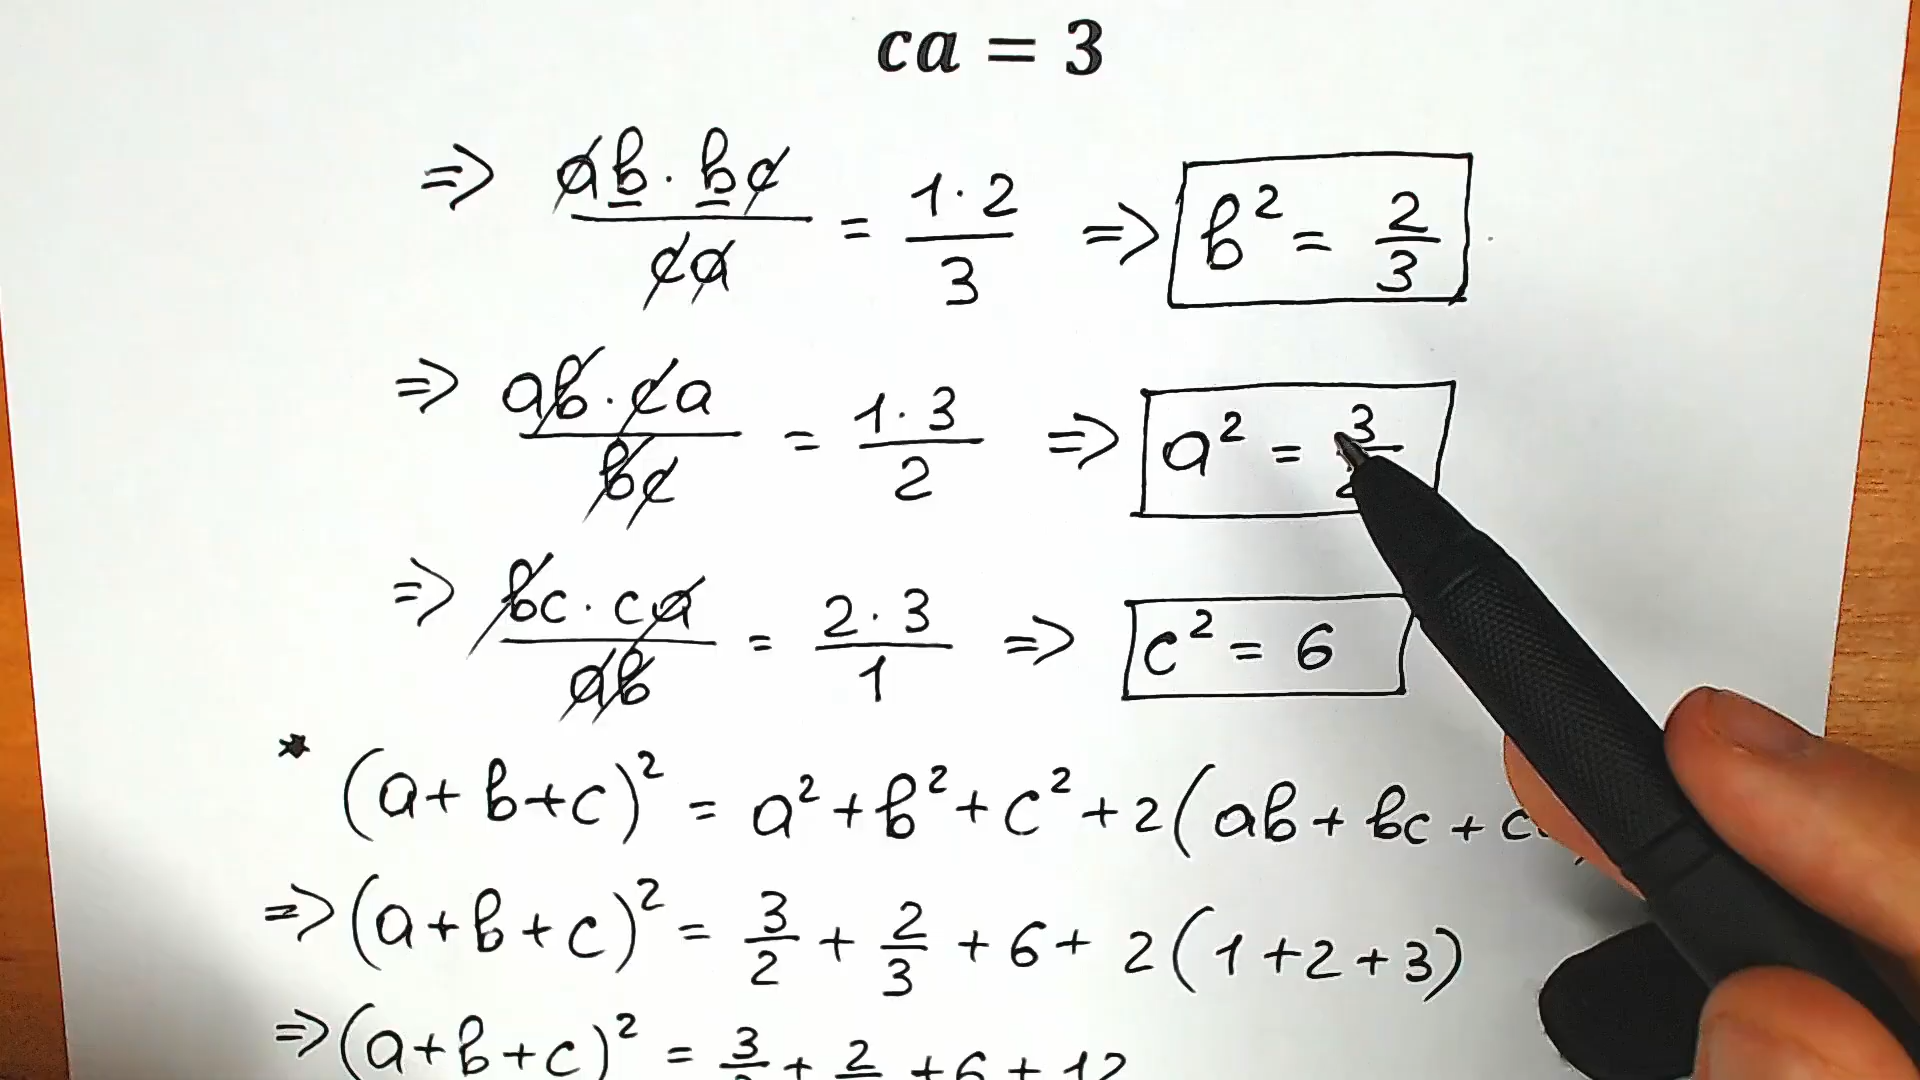 ca = 3
=> ab · bc / ca = 1 · 2 / 3 => b² = 2/3
=> ab · ca / bc = 1 · 3 / 2 => a² = 3/2
=> bc · ca / ab = 2 · 3 / 1 => c² = 6
* (a + b + c)² = a² + b² + c² + 2(ab + bc + c
=> (a + b + c)² = 3/2 + 2/3 + 6 + 2(1 + 2 + 3)
=> (a + b + c)² = 3/2 + 2/ + 6 + 12